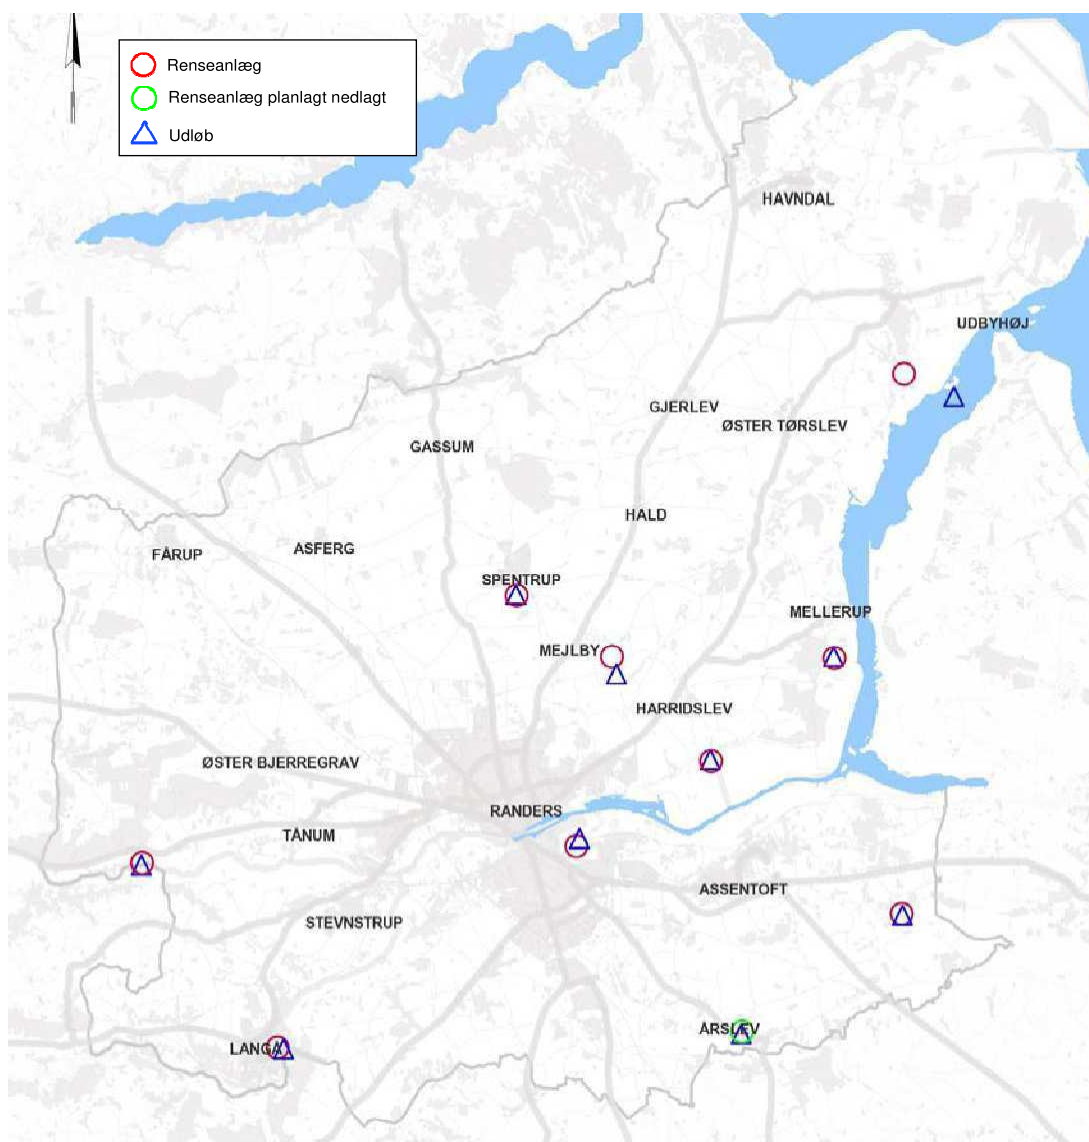 Renseanlæg
Renseanlæg planlagt nedlagt
Udløb
HAVNDAL
UDBYHØJ
GJERLEV
ØSTER TØRSLEV
GASSUM
HALD
FÅRUP
ASFERG
SPENTRUP
MELLERUP
MEJLBY
HARRIDSLEV
ØSTER BJERREGRAV
RANDERS
TÅNUM
ASSENTOFT
STEVNSTRUP
ÅRSLEV
LANGÅ